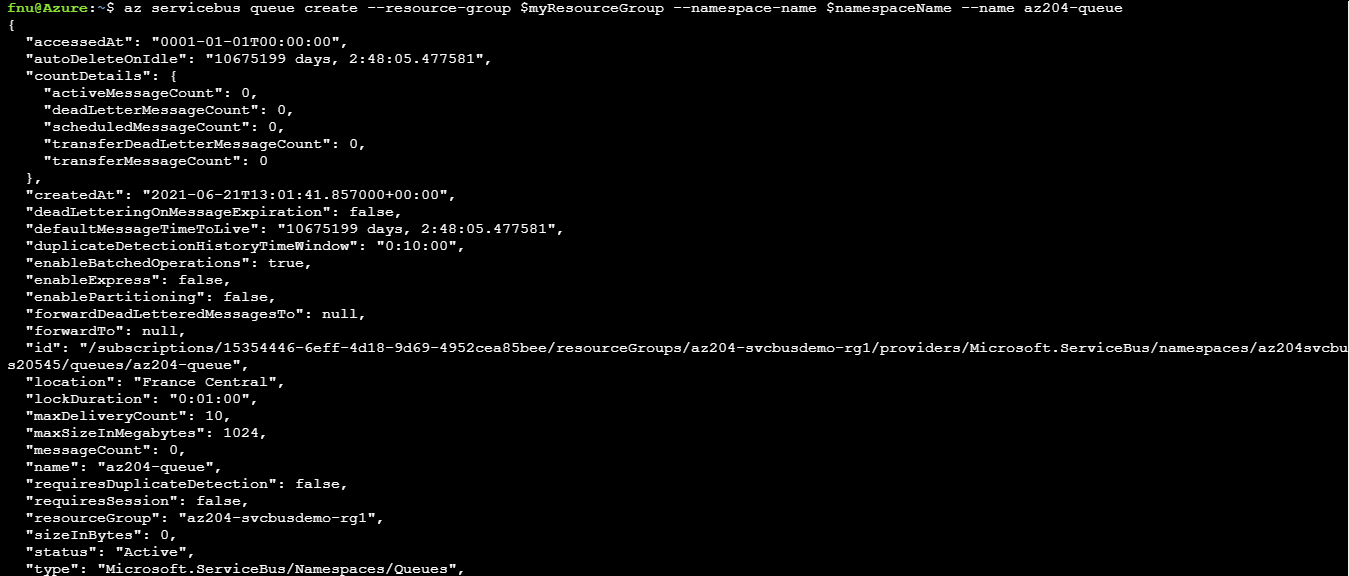 fnu@Azure:~$ az servicebus queue create --resource-group $myResourceGroup --namespace-name $namespaceName --name az204-queue
{
  "accessedAt": "0001-01-01T00:00:00",
  "autoDeleteOnIdle": "10675199 days, 2:48:05.477581",
  "countDetails": {
    "activeMessageCount": 0,
    "deadLetterMessageCount": 0,
    "scheduledMessageCount": 0,
    "transferDeadLetterMessageCount": 0,
    "transferMessageCount": 0
  },
  "createdAt": "2021-06-21T13:01:41.857000+00:00",
  "deadLetteringOnMessageExpiration": false,
  "defaultMessageTimeToLive": "10675199 days, 2:48:05.477581",
  "duplicateDetectionHistoryTimeWindow": "0:10:00",
  "enableBatchedOperations": true,
  "enableExpress": false,
  "enablePartitioning": false,
  "forwardDeadLetteredMessagesTo": null,
  "forwardTo": null,
  "id": "/subscriptions/15354446-6eff-4d18-9d69-4952cea85bee/resourceGroups/az204-svcbusdemo-rg1/providers/Microsoft.ServiceBus/namespaces/az204svcbu
s20545/queues/az204-queue",
  "location": "France Central",
  "lockDuration": "0:01:00",
  "maxDeliveryCount": 10,
  "maxSizeInMegabytes": 1024,
  "messageCount": 0,
  "name": "az204-queue",
  "requiresDuplicateDetection": false,
  "requiresSession": false,
  "resourceGroup": "az204-svcbusdemo-rg1",
  "sizeInBytes": 0,
  "status": "Active",
  "type": "Microsoft.ServiceBus/Namespaces/Queues",